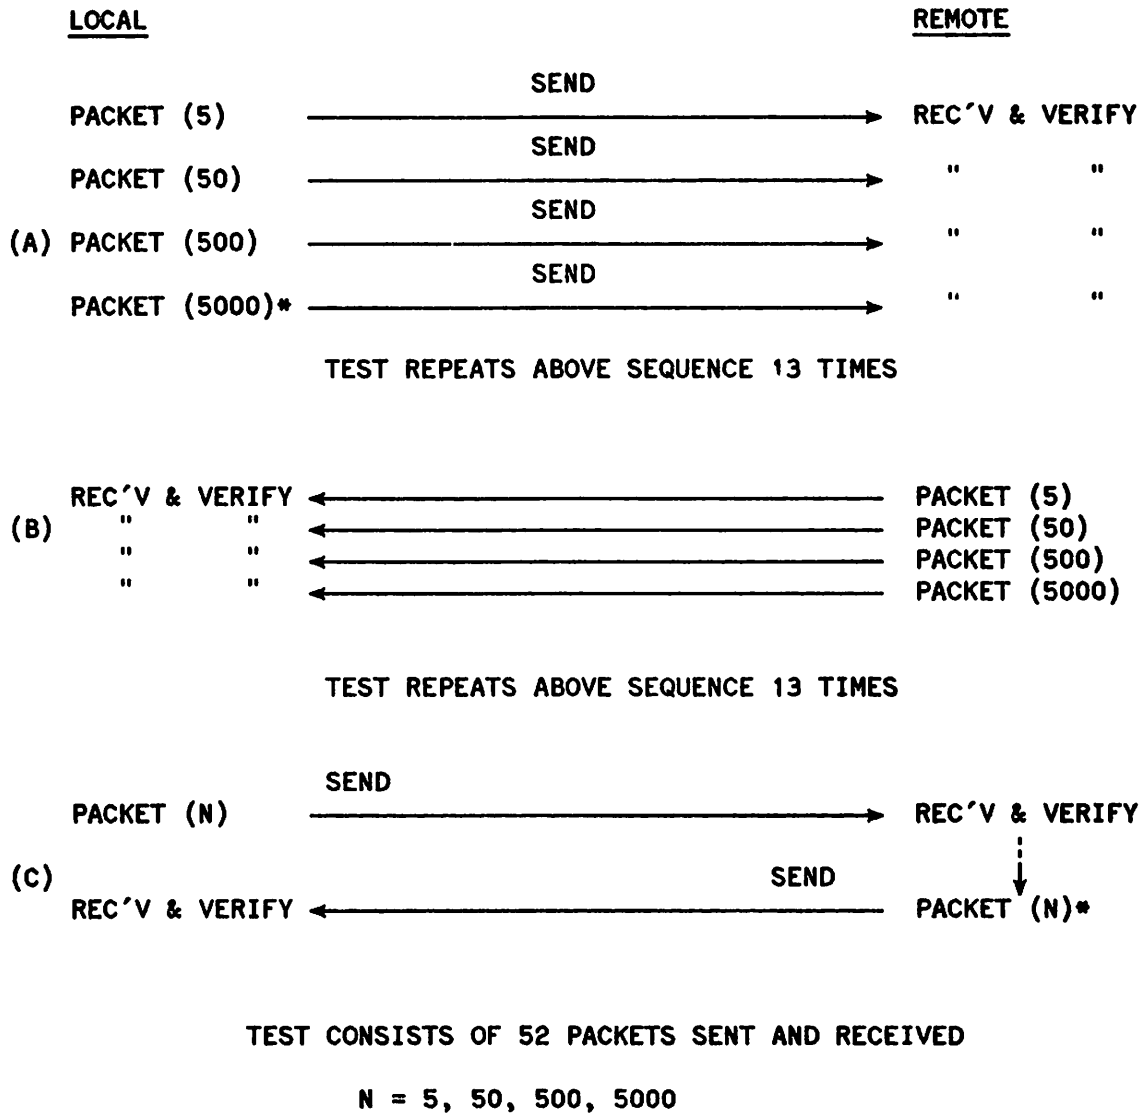 LOCAL REMOTE
SEND
PACKET (5) REC'V & VERIFY
SEND
PACKET (50) " "
SEND
(A) PACKET (500) " "
SEND
PACKET (5000)* " "
TEST REPEATS ABOVE SEQUENCE 13 TIMES
REC'V & VERIFY PACKET (5)
(B) " " PACKET (50)
" " PACKET (500)
" " PACKET (5000)
TEST REPEATS ABOVE SEQUENCE 13 TIMES
SEND
PACKET (N) REC'V & VERIFY
(C) SEND
REC'V & VERIFY PACKET (N)*
TEST CONSISTS OF 52 PACKETS SENT AND RECEIVED
N = 5, 50, 500, 5000